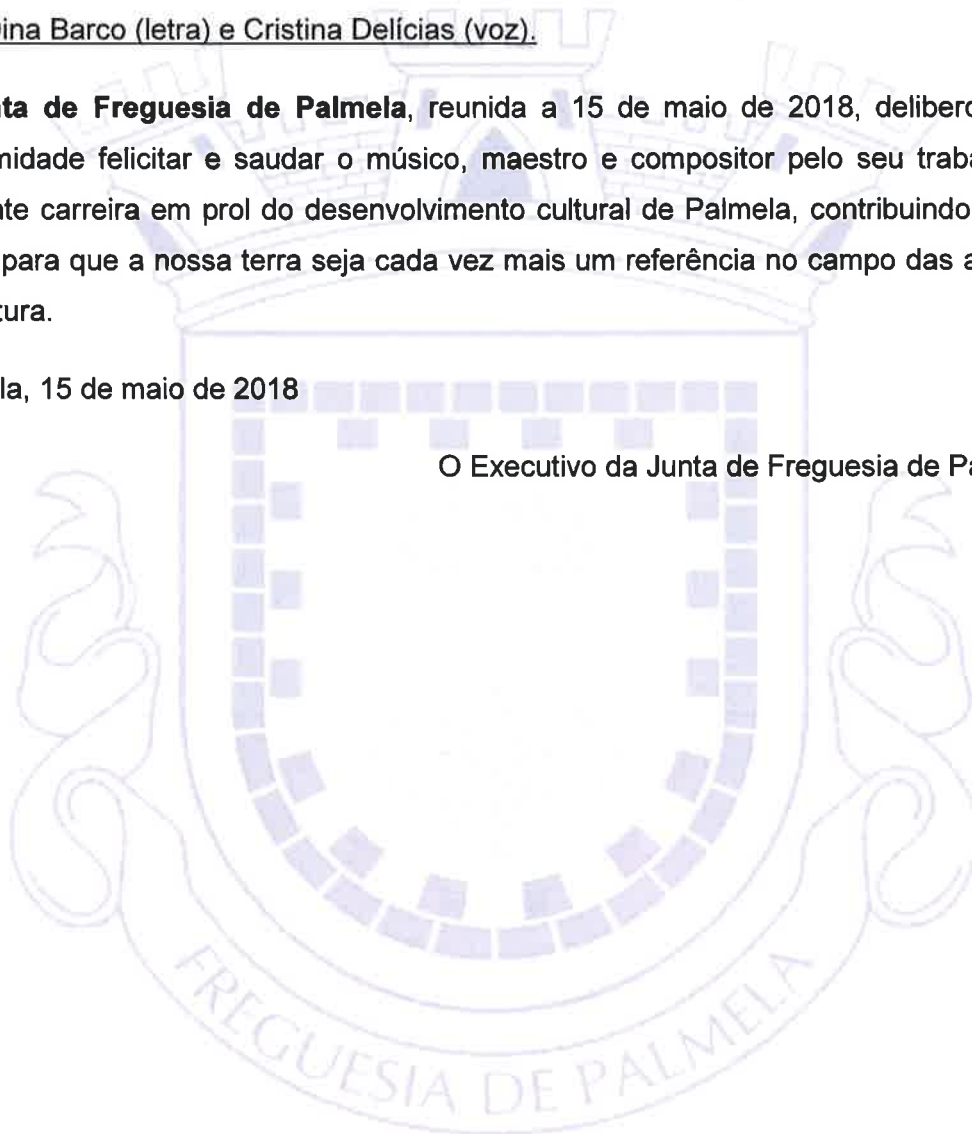 ina Barco (letra) e Cristina Delícias (voz).
ta de Freguesia de Palmela, reunida a 15 de maio de 2018, deliber
midade felicitar e saudar o músico, maestro e compositor pelo seu trab
nte carreira em prol do desenvolvimento cultural de Palmela, contribuindo
para que a nossa terra seja cada vez mais um referência no campo das a
tura.
la, 15 de maio de 2018
O Executivo da Junta de Freguesia de Pa
FREGUESIA DE PALMELA